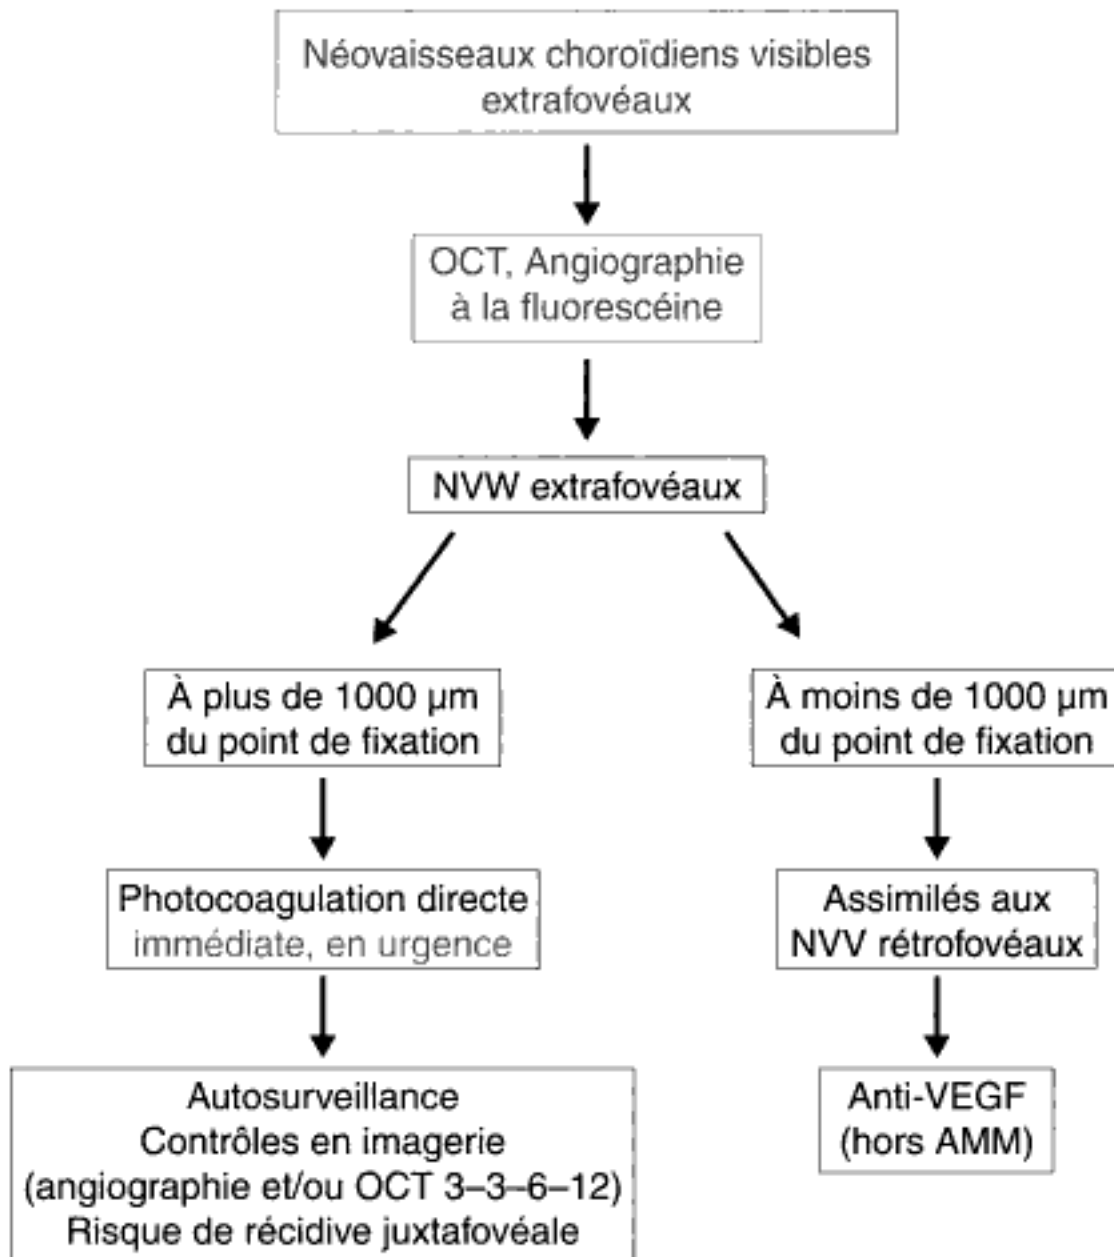 Néovaisseaux choroïdiens visibles
extrafovéaux
OCT, Angiographie
à la fluorescéine
NVW extrafovéaux
À plus de 1000 µm
du point de fixation
À moins de 1000 µm
du point de fixation
Photocoagulation directe
immédiate, en urgence
Assimilés aux
NVV rétrofovéaux
Autosurveillance
Contrôles en imagerie
(angiographie et/ou OCT 3–3–6–12)
Risque de récidive juxtafovéale
Anti-VEGF
(hors AMM)